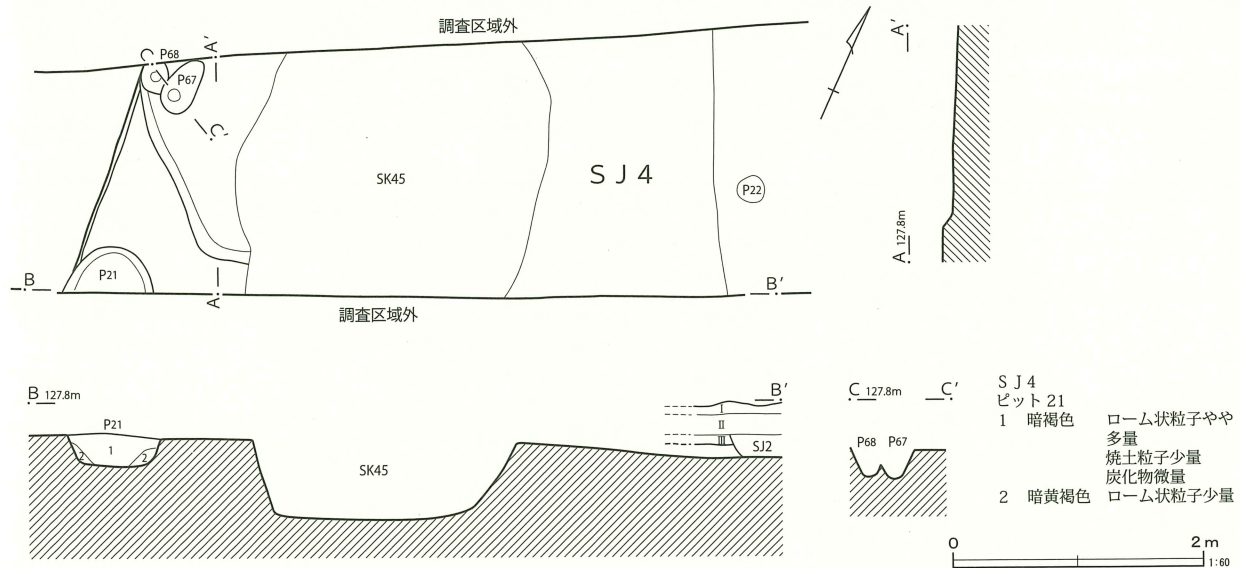 調査区域外
C
P68
A'
P67
C'
SK45
SJ4
P22
P21
B
A
B'
調査区域外
A'
A 127.8m
B 127.8m
B'
P21
1
2
2
SK45
I
II
III
SJ2
C 127.8m
C'
P68 P67
SJ4
ピット21
1 暗褐色 ローム状粒子やや
多量
焼土粒子少量
炭化物微量
2 暗黄褐色 ローム状粒子少量
0 2m
1:60